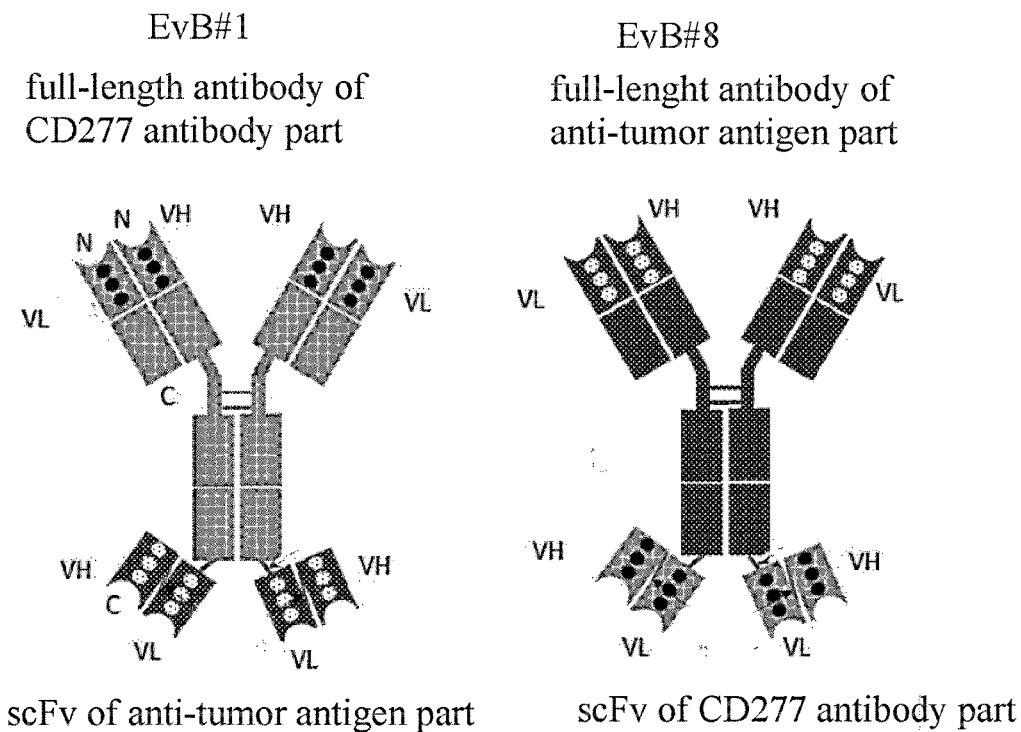 EvB#1
full-length antibody of
CD277 antibody part
N
N
VH
VH
VL
VL
C
VH
VH
C
VL
VL
scFv of anti-tumor antigen part
EvB#8
full-lenght antibody of
anti-tumor antigen part
VH
VH
VL
VL
VH
VH
VL
VL
scFv of CD277 antibody part